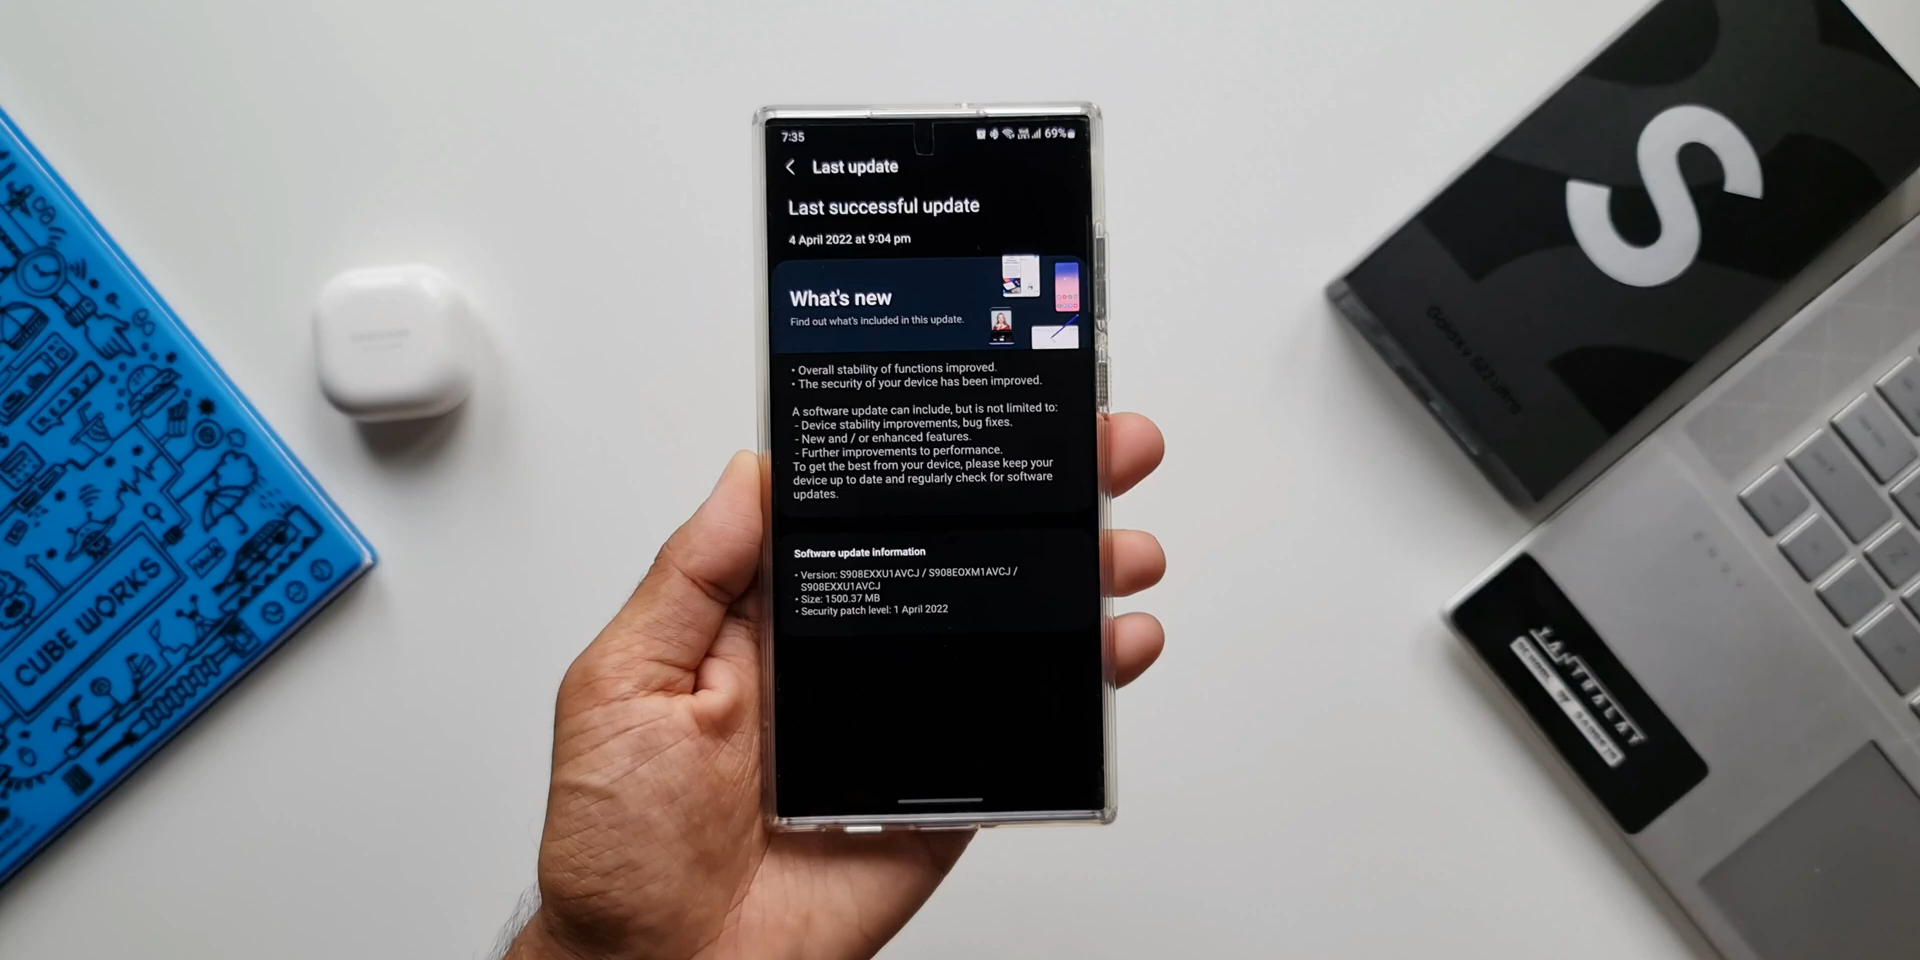 7:35
69%
Last update
Last successful update
4 April 2022 at 9:04 pm
What's new
Find out what's included in this update.
• Overall stability of functions improved.
• The security of your device has been improved.
A software update can include, but is not limited to:
- Device stability improvements, bug fixes.
- New and / or enhanced features.
- Further improvements to performance.
To get the best from your device, please keep your
device up to date and regularly check for software
updates.
Software update information
• Version: S908EXXU1AVCJ / S908EOXM1AVCJ /
S908EXXU1AVCJ
• Size: 1500.37 MB
• Security patch level: 1 April 2022
READY
CUBE WORKS
S
Galaxy S22 Ultra